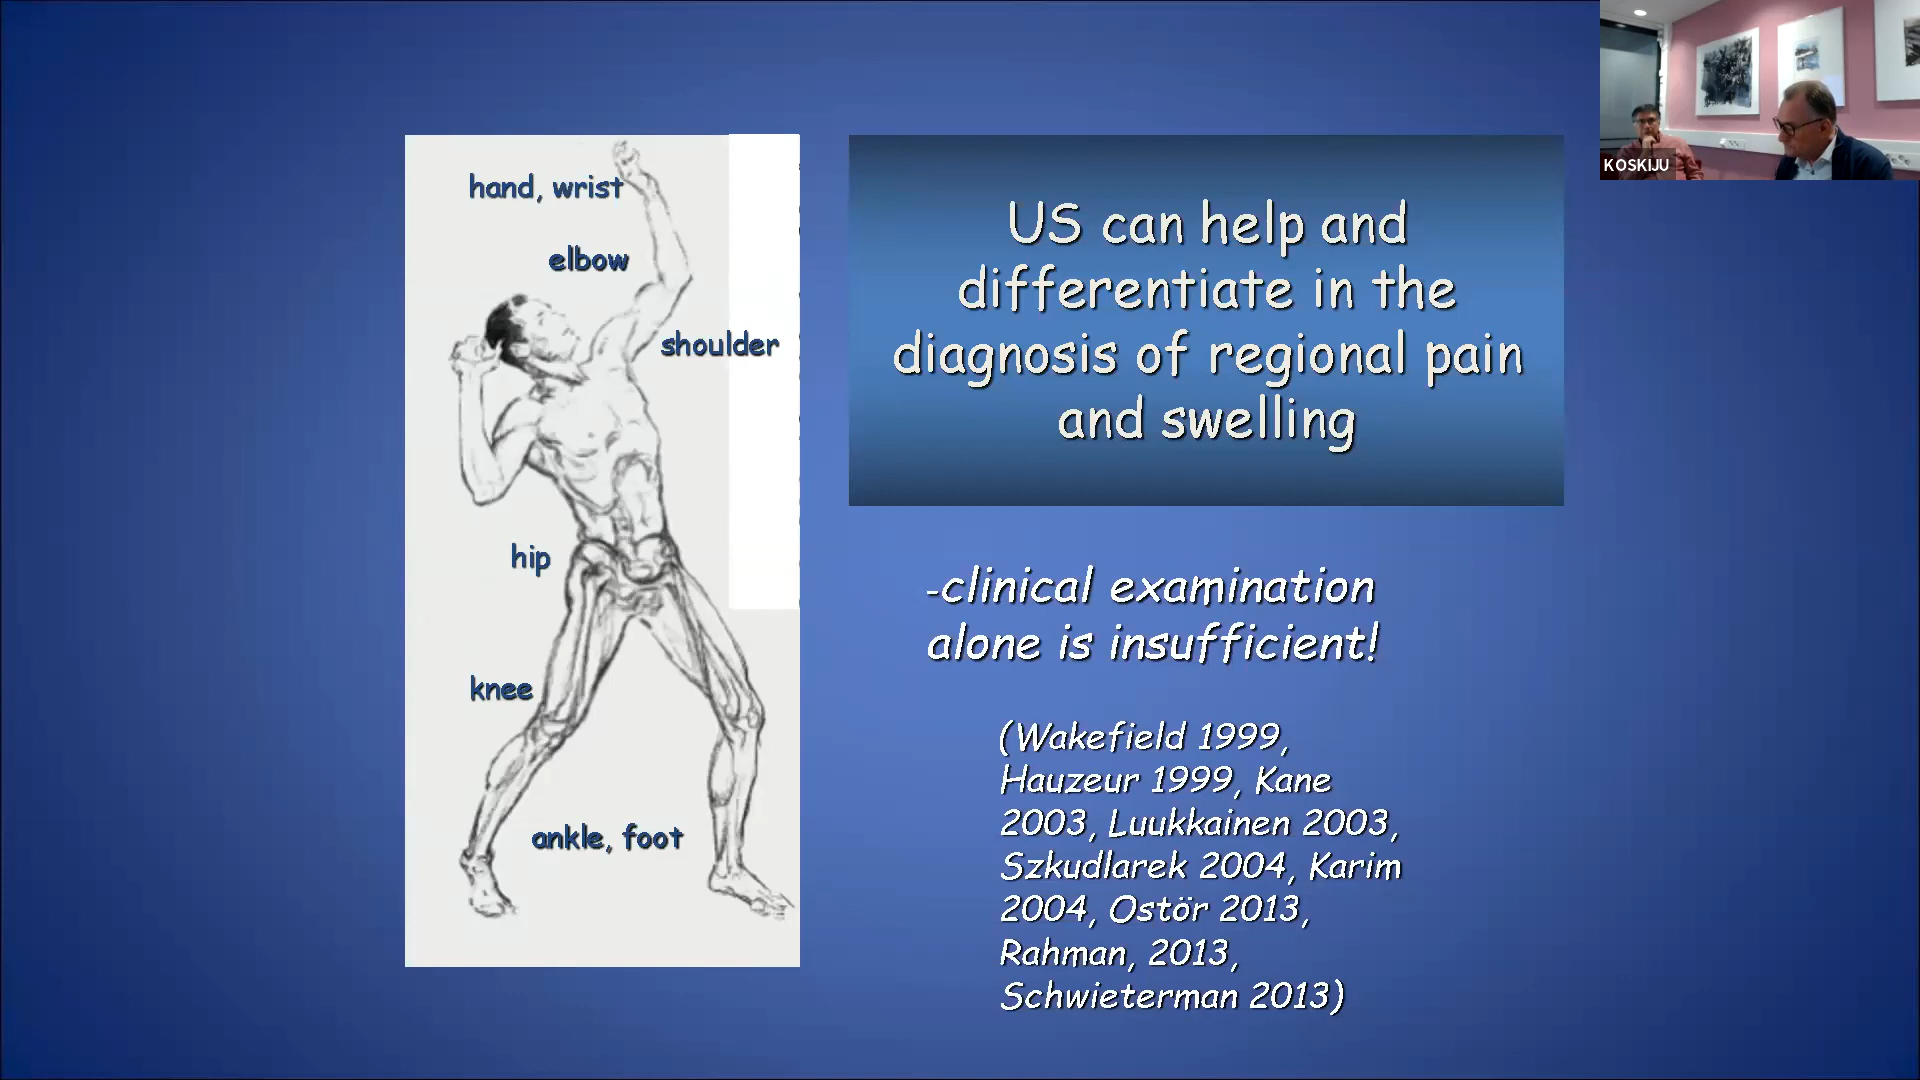 hand, wrist
elbow
shoulder
hip
knee
ankle, foot
US can help and
differentiate in the
diagnosis of regional pain
and swelling
-clinical examination
alone is insufficient!
(Wakefield 1999,
Hauzeur 1999, Kane
2003, Luukkainen 2003,
Szkudlarek 2004, Karim
2004, Ostör 2013,
Rahman, 2013,
Schwieterman 2013)
KOSKIJU